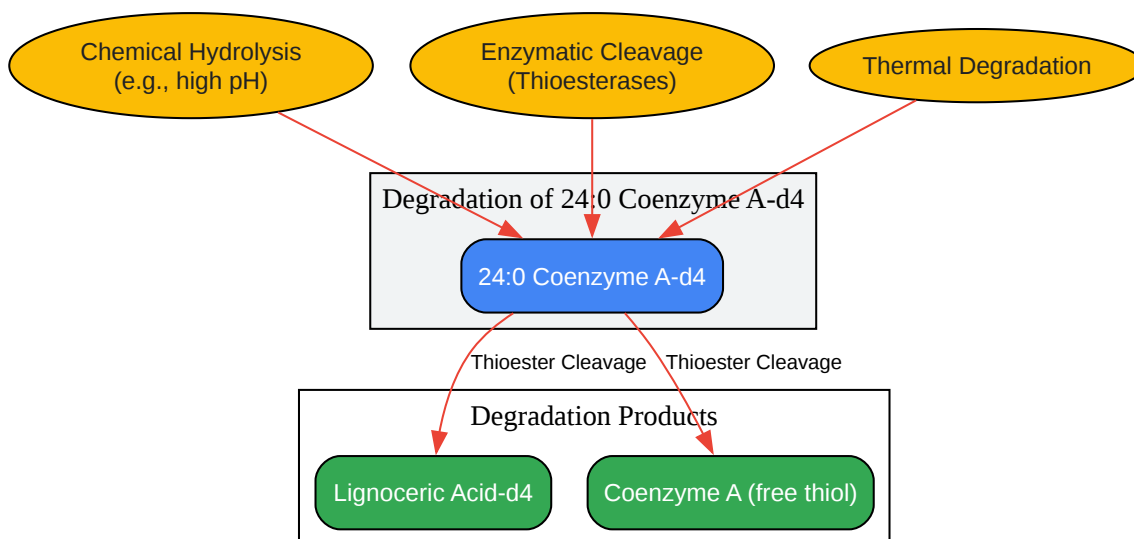 Chemical Hydrolysis
(e.g., high pH)
Enzymatic Cleavage
(Thioesterases)
Thermal Degradation
Degradation of 24:0 Coenzyme A-d4
24:0 Coenzyme A-d4
Thioester Cleavage
Thioester Cleavage
Degradation Products
Lignoceric Acid-d4
Coenzyme A (free thiol)